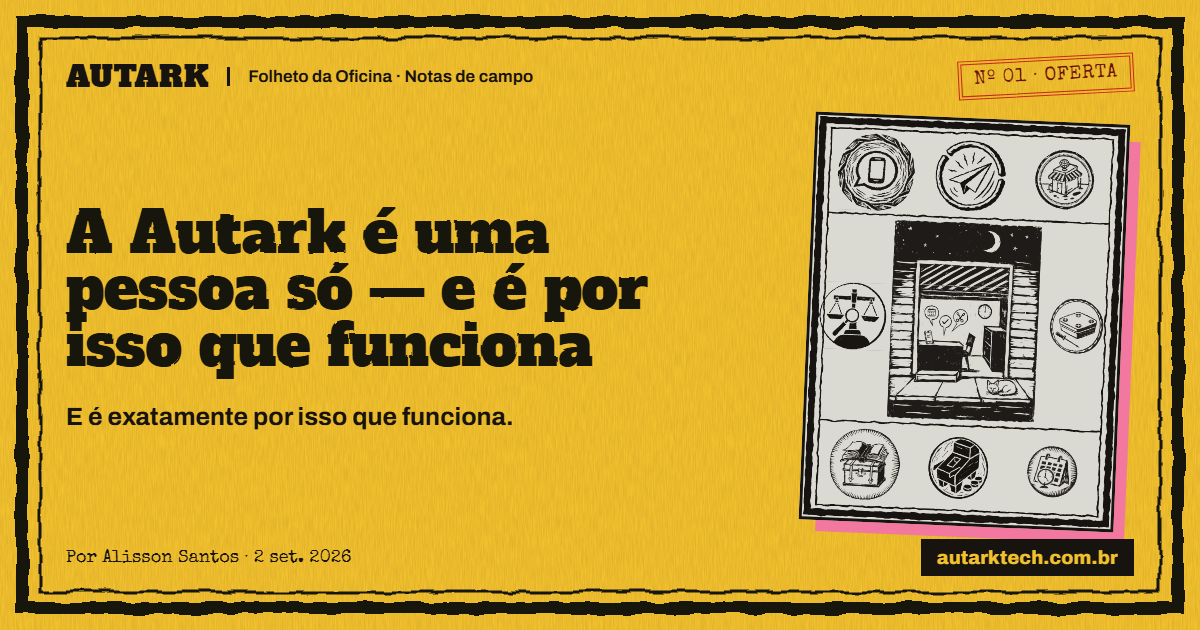 AUTARK
Folheto da Oficina · Notas de campo
Nº 01 · OFERTA
A Autark é uma
pessoa só — e é por
isso que funciona
E é exatamente por isso que funciona.
Por Alisson Santos · 2 set. 2026
autarktech.com.br